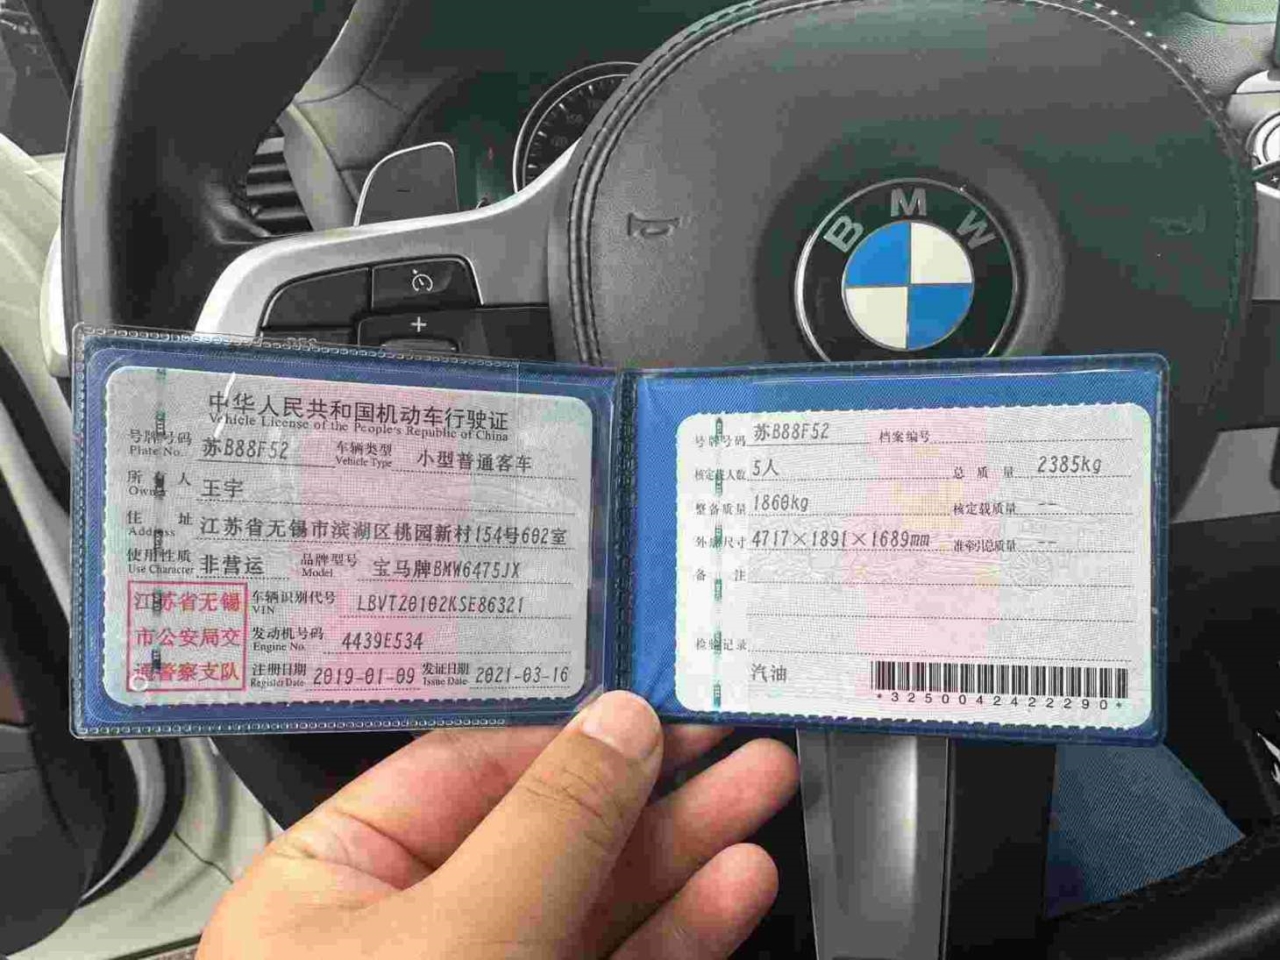 BMW
+
中华人民共和国机动车行驶证
Vehicle License of the People's Republic of China
号牌号码 苏B88F52 车辆类型 小型普通客车
Plate No. Vehicle Type
所有人 王宇
Owner
住址 江苏省无锡市滨湖区桃园新村154号602室
Address
使用性质 非营运 品牌型号 宝马牌BMW6475JX
Use Character Model
江苏省无锡
市公安局交
通警察支队
车辆识别代号 LBVTZ0102KSE86321
VIN
发动机号码 4439E534
Engine No.
注册日期 2019-01-09 发证日期 2021-03-16
Register Date Issue Date
号牌号码 苏B88F52 档案编号
核定载人数 5人 总质量 2385kg
整备质量 1860kg 核定载质量 --
外廓尺寸 4717×1891×1689mm 准牵引总质量 --
备注
检验记录
汽油
*3250042422290*